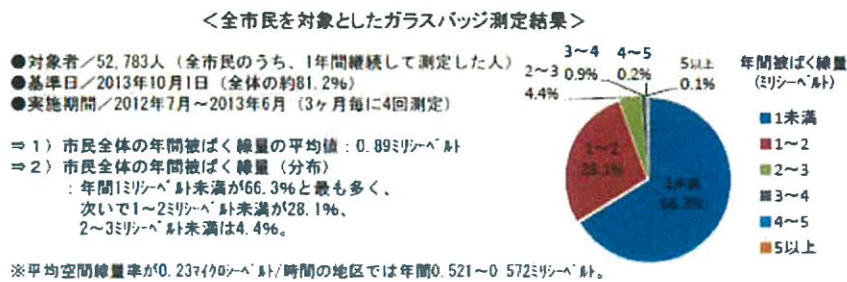 ＜全市民を対象としたガラスバッジ測定結果＞
●対象者／52,783人（全市民のうち、1年間継続して測定した人）
●基準日／2013年10月1日（全体の約81.2%）
●実施期間／2012年7月～2013年6月（3ヶ月毎に4回測定）
⇒１）市民全体の年間被ばく線量の平均値：0.89ﾐﾘｼｰﾍﾞﾙﾄ
⇒２）市民全体の年間被ばく線量（分布）
：年間1ﾐﾘｼｰﾍﾞﾙﾄ未満が66.3%と最も多く、
次いで1～2ﾐﾘｼｰﾍﾞﾙﾄ未満が28.1%、
2～3ﾐﾘｼｰﾍﾞﾙﾄ未満は4.4%。
※平均空間線量率が0.23ﾏｲｸﾛｼｰﾍﾞﾙﾄ/時間の地区では年間0.521～0 572ﾐﾘｼｰﾍﾞﾙﾄ。
2～3
4.4%
3～4
0.9%
4～5
0.2%
5以上
0.1%
1～2
28.1%
1未満
66.3%
年間被ばく線量
(ﾐﾘｼｰﾍﾞﾙﾄ)
1未満
1～2
2～3
3～4
4～5
5以上